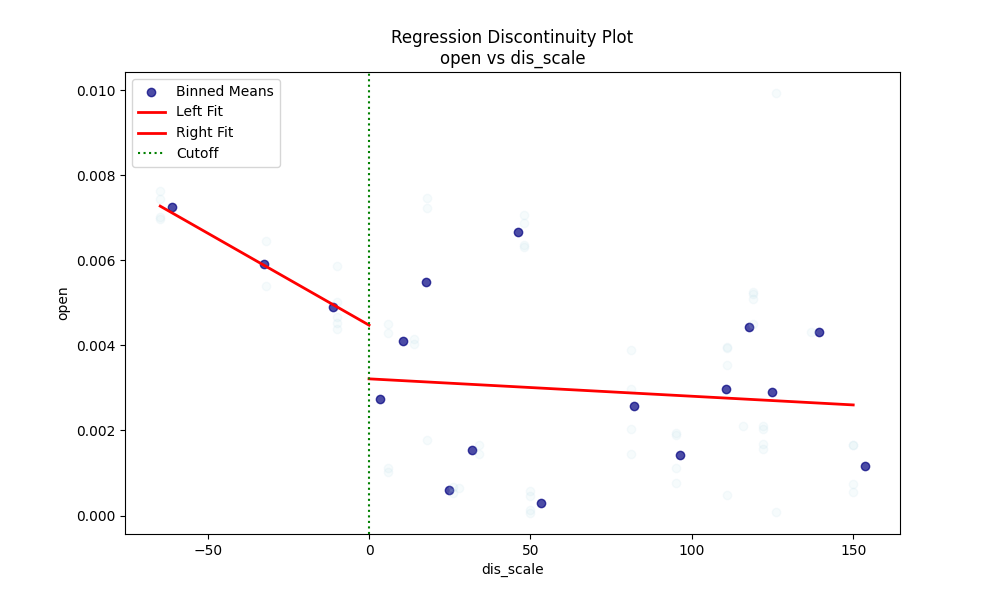 Regression Discontinuity Plot
open vs dis_scale
Binned Means
Left Fit
Right Fit
Cutoff
0.010
0.008
0.006
0.004
0.002
0.000
open
−50
0
50
100
150
dis_scale